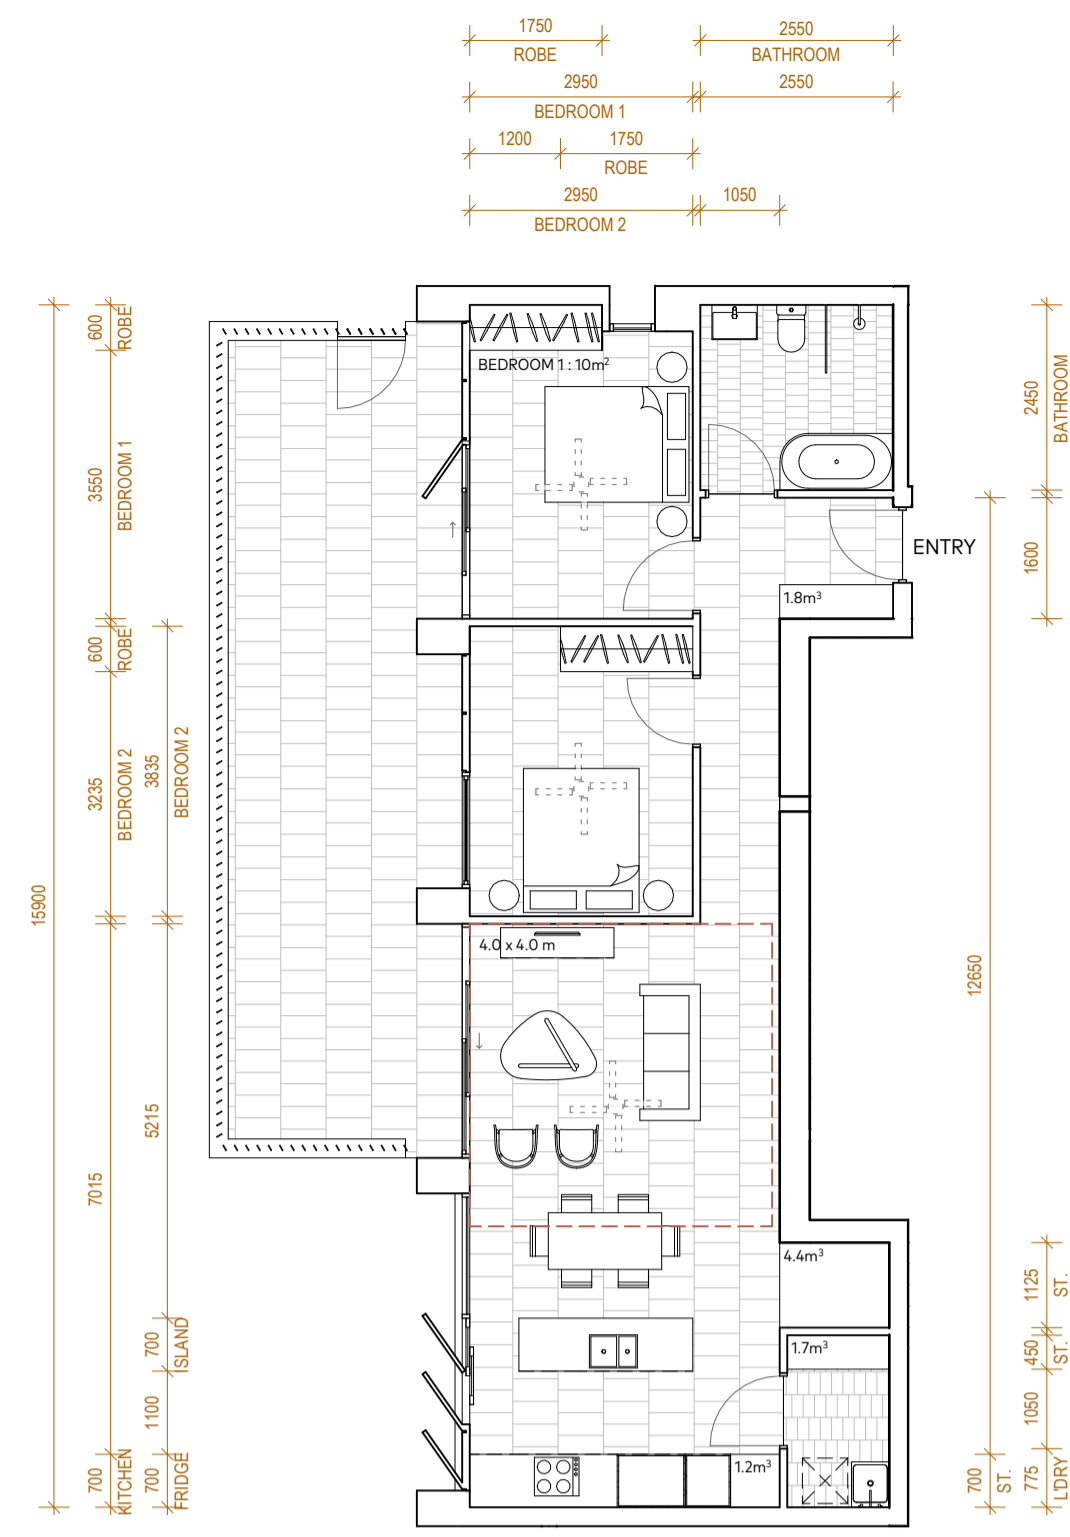 1750
ROBE
2550
BATHROOM
2950
BEDROOM 1
2550
1200
1750
ROBE
2950
BEDROOM 2
1050
15900
600
ROBE
3550
BEDROOM 1
600
ROBE
3235
BEDROOM 2
7015
700
KITCHEN
3835
BEDROOM 2
5215
700
ISLAND
1100
700
FRIDGE
BEDROOM 1 : 10m²
ENTRY
1.8m³
4.0 x 4.0 m
4.4m³
1.7m³
1.2m³
12650
700
ST.
2450
BATHROOM
1600
1125
ST.
450
ST.
1050
775
L'DRY